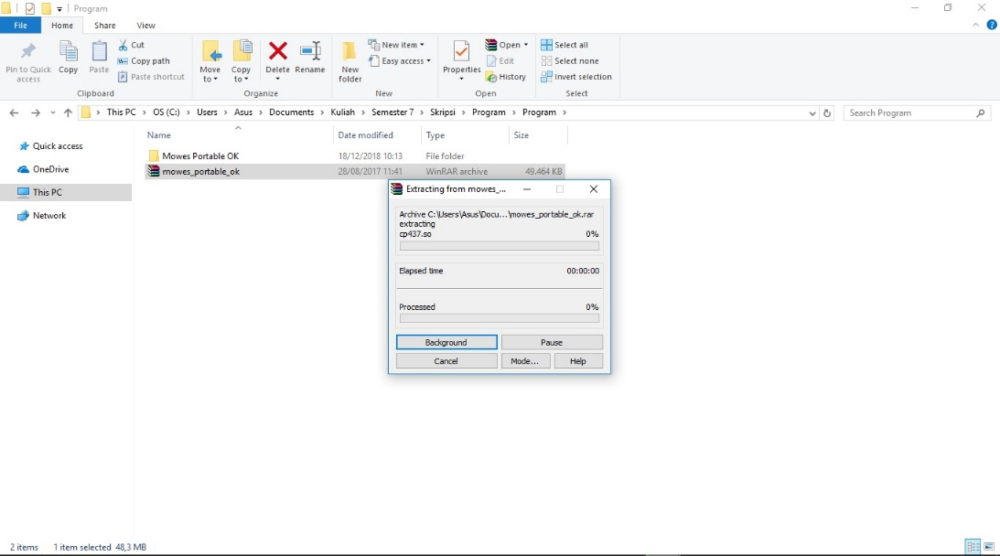 Program
File Home Share View
Pin to Quick access
Copy
Paste
Cut
Copy path
Paste shortcut
Clipboard
Move to
Copy to
Delete
Rename
Organize
New folder
New item
Easy access
New
Properties
Open
Edit
History
Open
Select all
Select none
Invert selection
Select
This PC > OS (C:) > Users > Asus > Documents > Kuliah > Semester 7 > Skripsi > Program > Program >
Search Program
Quick access
OneDrive
This PC
Network
Name Date modified Type Size
Mowes Portable OK 18/12/2018 10:13 File folder
mowes_portable_ok 28/08/2017 11:41 WinRAR archive 49.464 KB
Extracting from mowes_...
Archive C:\Users\Asus\Docu...\mowes_portable_ok.rar
extracting
cp437.so 0%
Elapsed time 00:00:00
Processed 0%
Background Pause
Cancel Mode... Help
2 items 1 item selected 48,3 MB